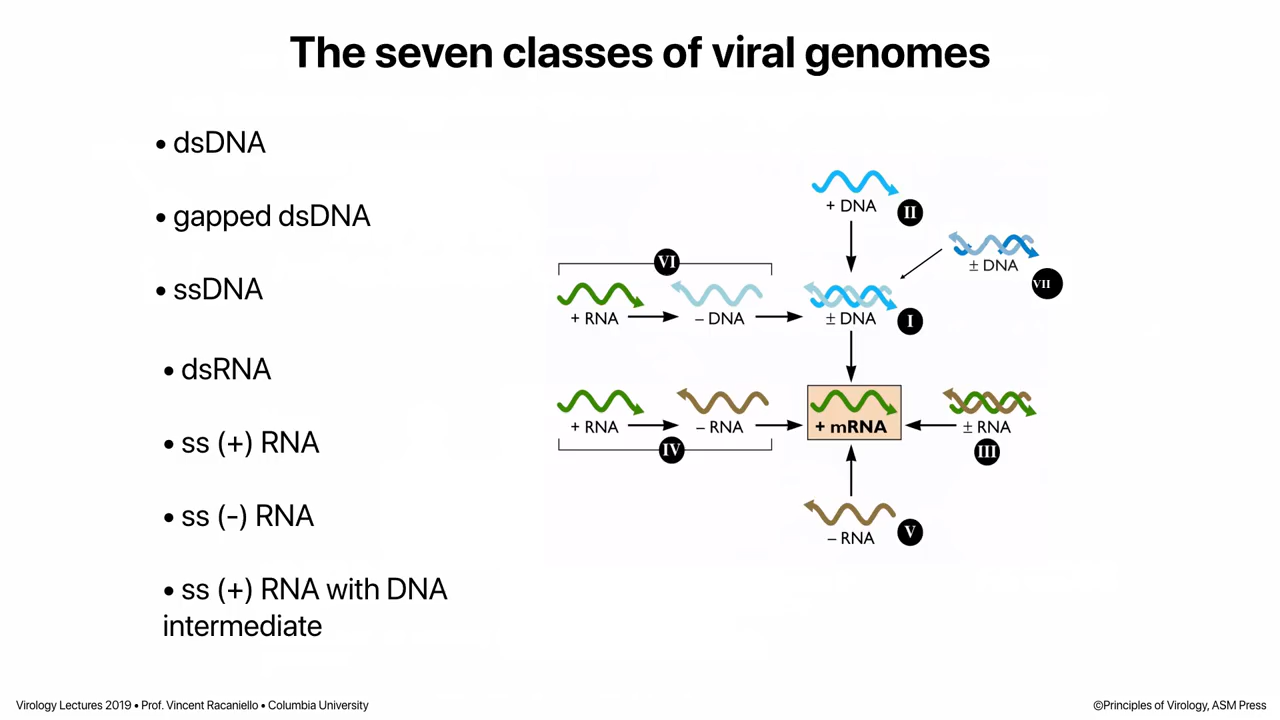 The seven classes of viral genomes
• dsDNA
• gapped dsDNA
• ssDNA
• dsRNA
• ss (+) RNA
• ss (-) RNA
• ss (+) RNA with DNA
intermediate
+ DNA
II
± DNA
VII
VI
+ RNA
– DNA
± DNA
I
+ RNA
– RNA
IV
+ mRNA
± RNA
III
– RNA
V
Virology Lectures 2019 • Prof. Vincent Racaniello • Columbia University
©Principles of Virology, ASM Press